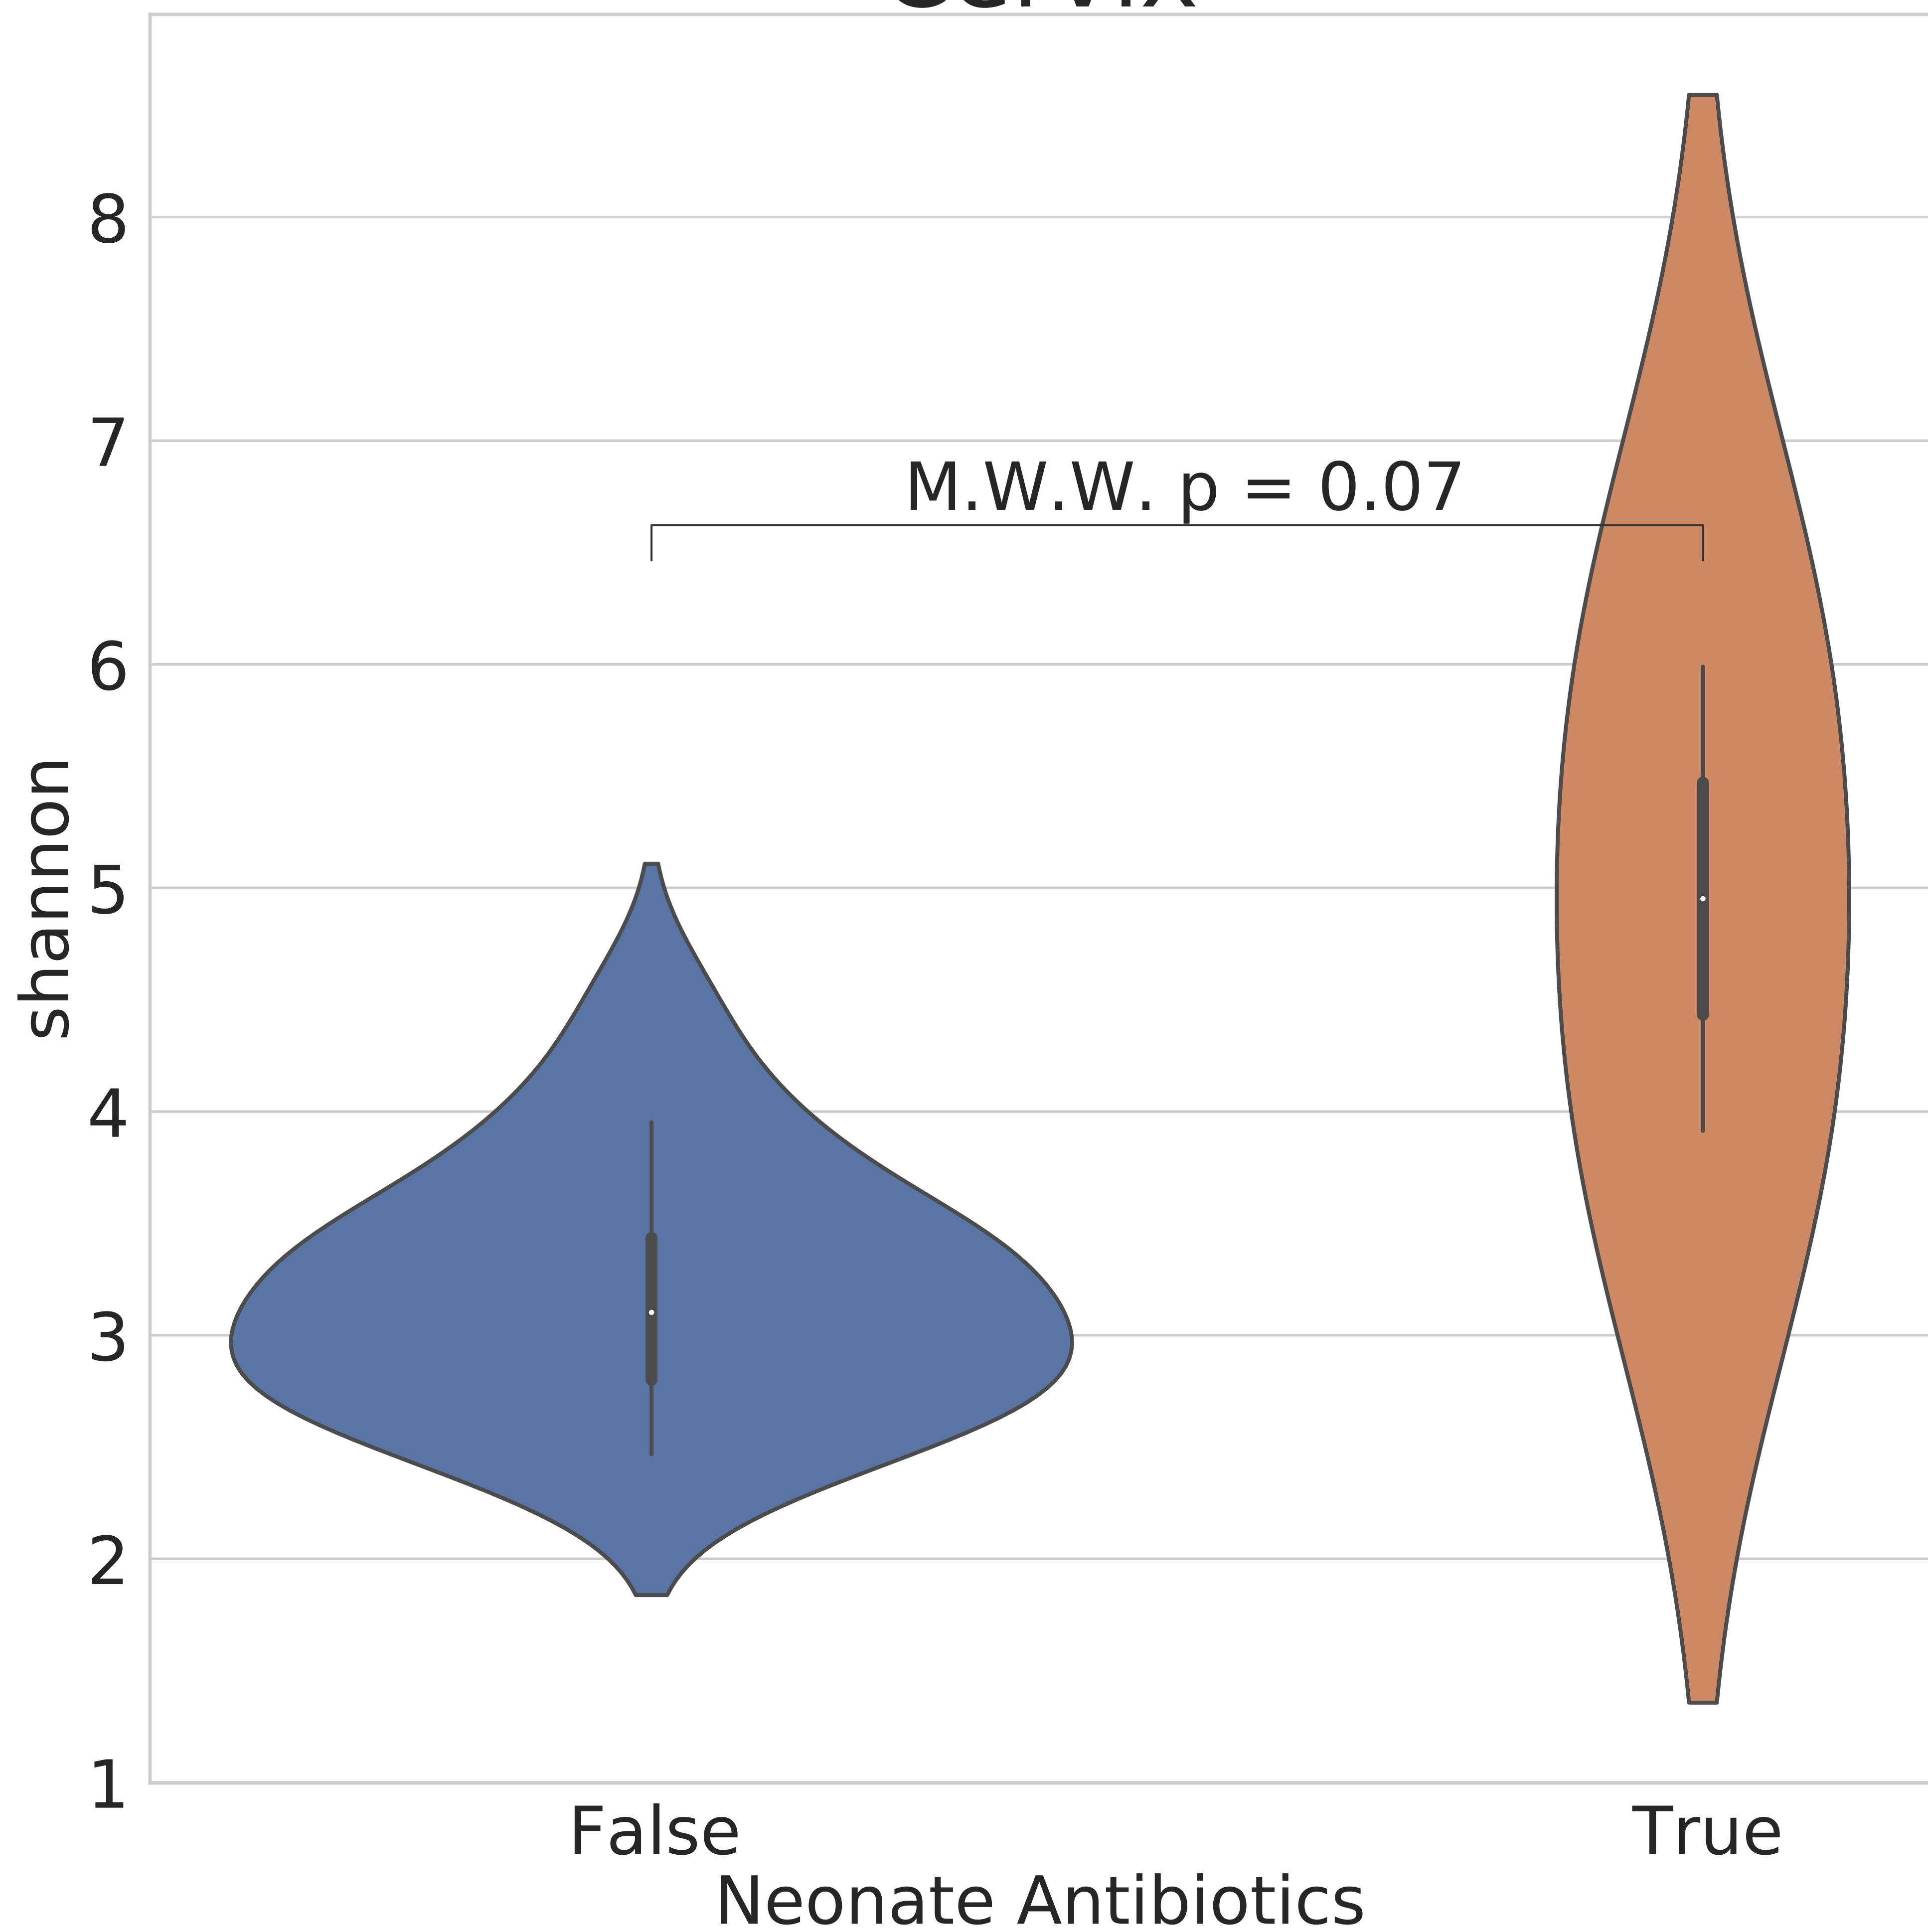 8
7
M.W.W. p = 0.07
6
shannon
5
4
3
2
1
False True
Neonate Antibiotics